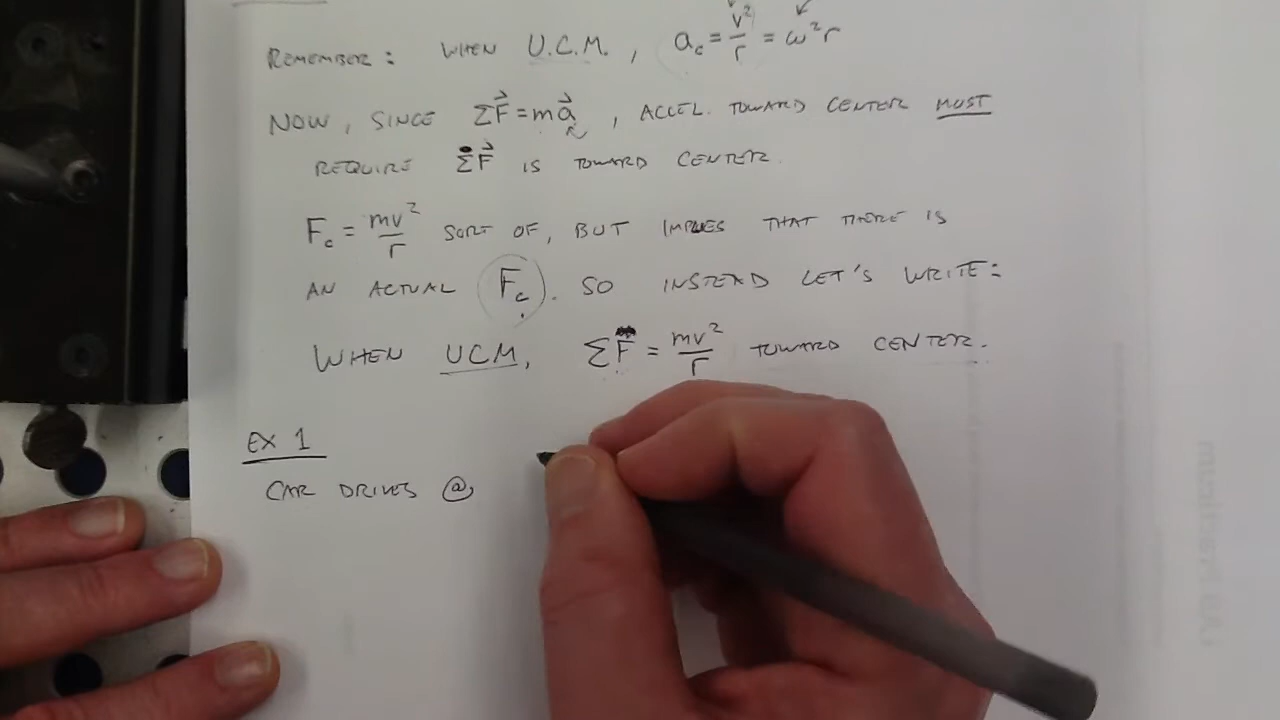 REMEMBER: WHEN U.C.M., a_c = v²/r = ω²r
NOW, SINCE ΣF⃗ = ma⃗, ACCEL. TOWARD CENTER MUST
REQUIRE ΣF⃗ IS TOWARD CENTER.
F_c = mv²/r SORT OF, BUT IMPLIES THAT THERE IS
AN ACTUAL F_c. SO INSTEAD LET'S WRITE:
WHEN UCM, ΣF = mv²/r TOWARD CENTER.
EX 1
CAR DRIVES @